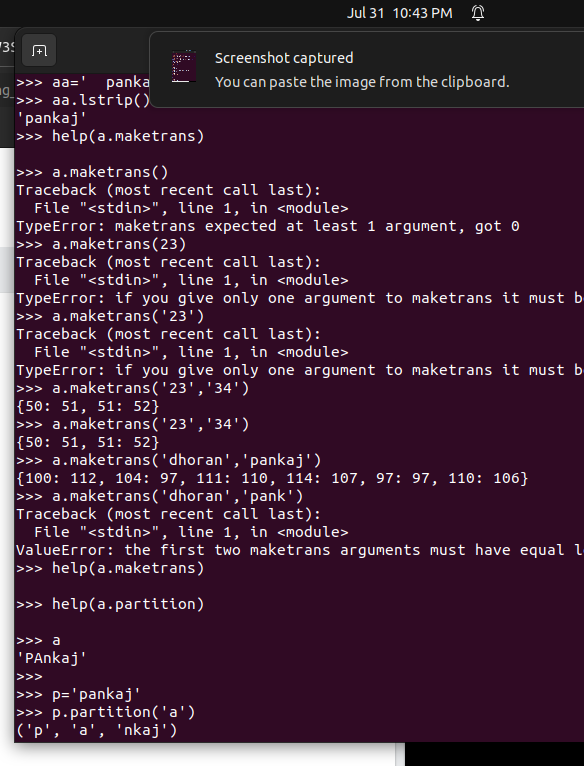 Jul 31 10:43 PM
Screenshot captured
You can paste the image from the clipboard.
>>> aa=' panka
>>> aa.lstrip()
'pankaj'
>>> help(a.maketrans)
>>> a.maketrans()
Traceback (most recent call last):
File "<stdin>", line 1, in <module>
TypeError: maketrans expected at least 1 argument, got 0
>>> a.maketrans(23)
Traceback (most recent call last):
File "<stdin>", line 1, in <module>
TypeError: if you give only one argument to maketrans it must b
>>> a.maketrans('23')
Traceback (most recent call last):
File "<stdin>", line 1, in <module>
TypeError: if you give only one argument to maketrans it must b
>>> a.maketrans('23','34')
{50: 51, 51: 52}
>>> a.maketrans('23','34')
{50: 51, 51: 52}
>>> a.maketrans('dhoran','pankaj')
{100: 112, 104: 97, 111: 110, 114: 107, 97: 97, 110: 106}
>>> a.maketrans('dhoran','pank')
Traceback (most recent call last):
File "<stdin>", line 1, in <module>
ValueError: the first two maketrans arguments must have equal l
>>> help(a.maketrans)
>>> help(a.partition)
>>> a
'PAnkaj'
>>>
>>> p='pankaj'
>>> p.partition('a')
('p', 'a', 'nkaj')